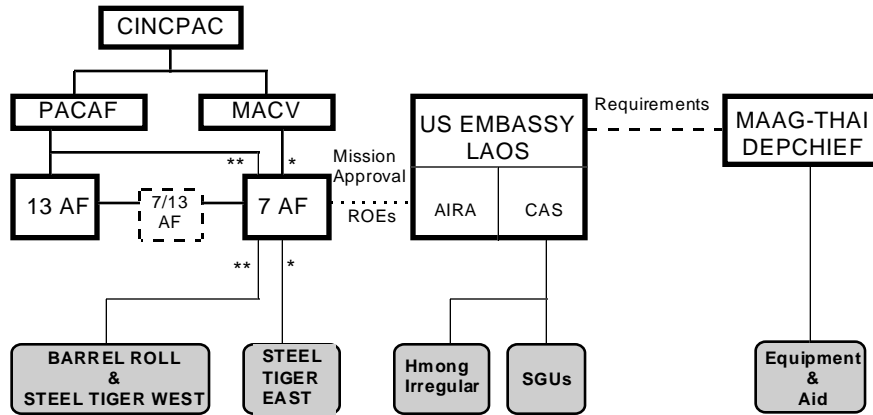 CINCPAC
PACAF
MACV
US EMBASSY
LAOS
AIRA
CAS
Requirements
MAAG-THAI
DEPCHIEF
**
*
Mission
Approval
ROEs
13 AF
7/13
AF
7 AF
**
*
BARREL ROLL
&
STEEL TIGER WEST
STEEL
TIGER
EAST
Hmong
Irregular
SGUs
Equipment
&
Aid